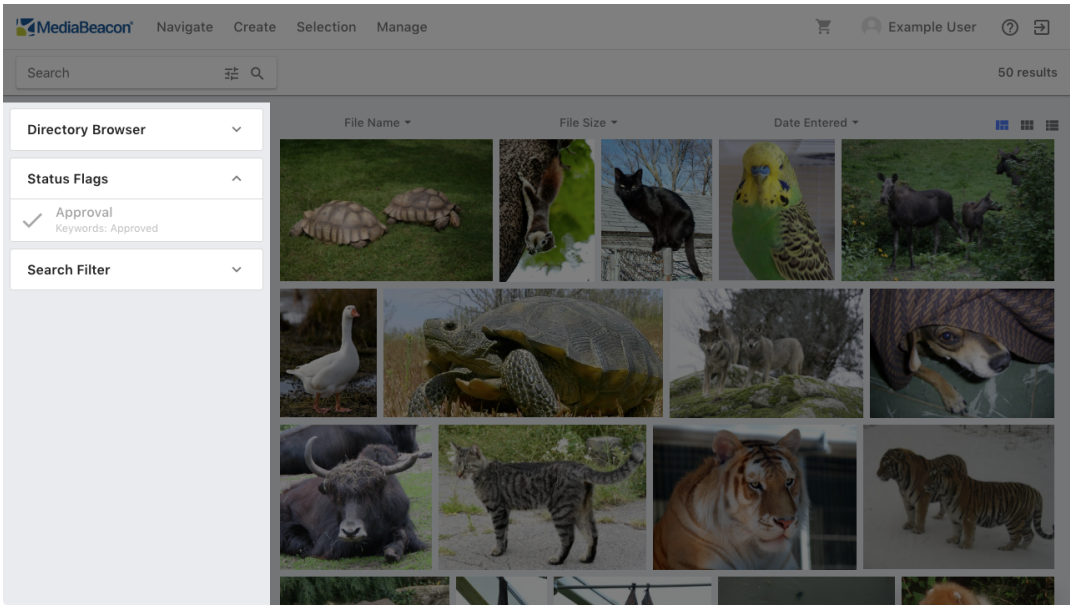 MediaBeacon®
Navigate
Create
Selection
Manage
Example User
Search
50 results
Directory Browser
Status Flags
Approval
Keywords: Approved
Search Filter
File Name
File Size
Date Entered